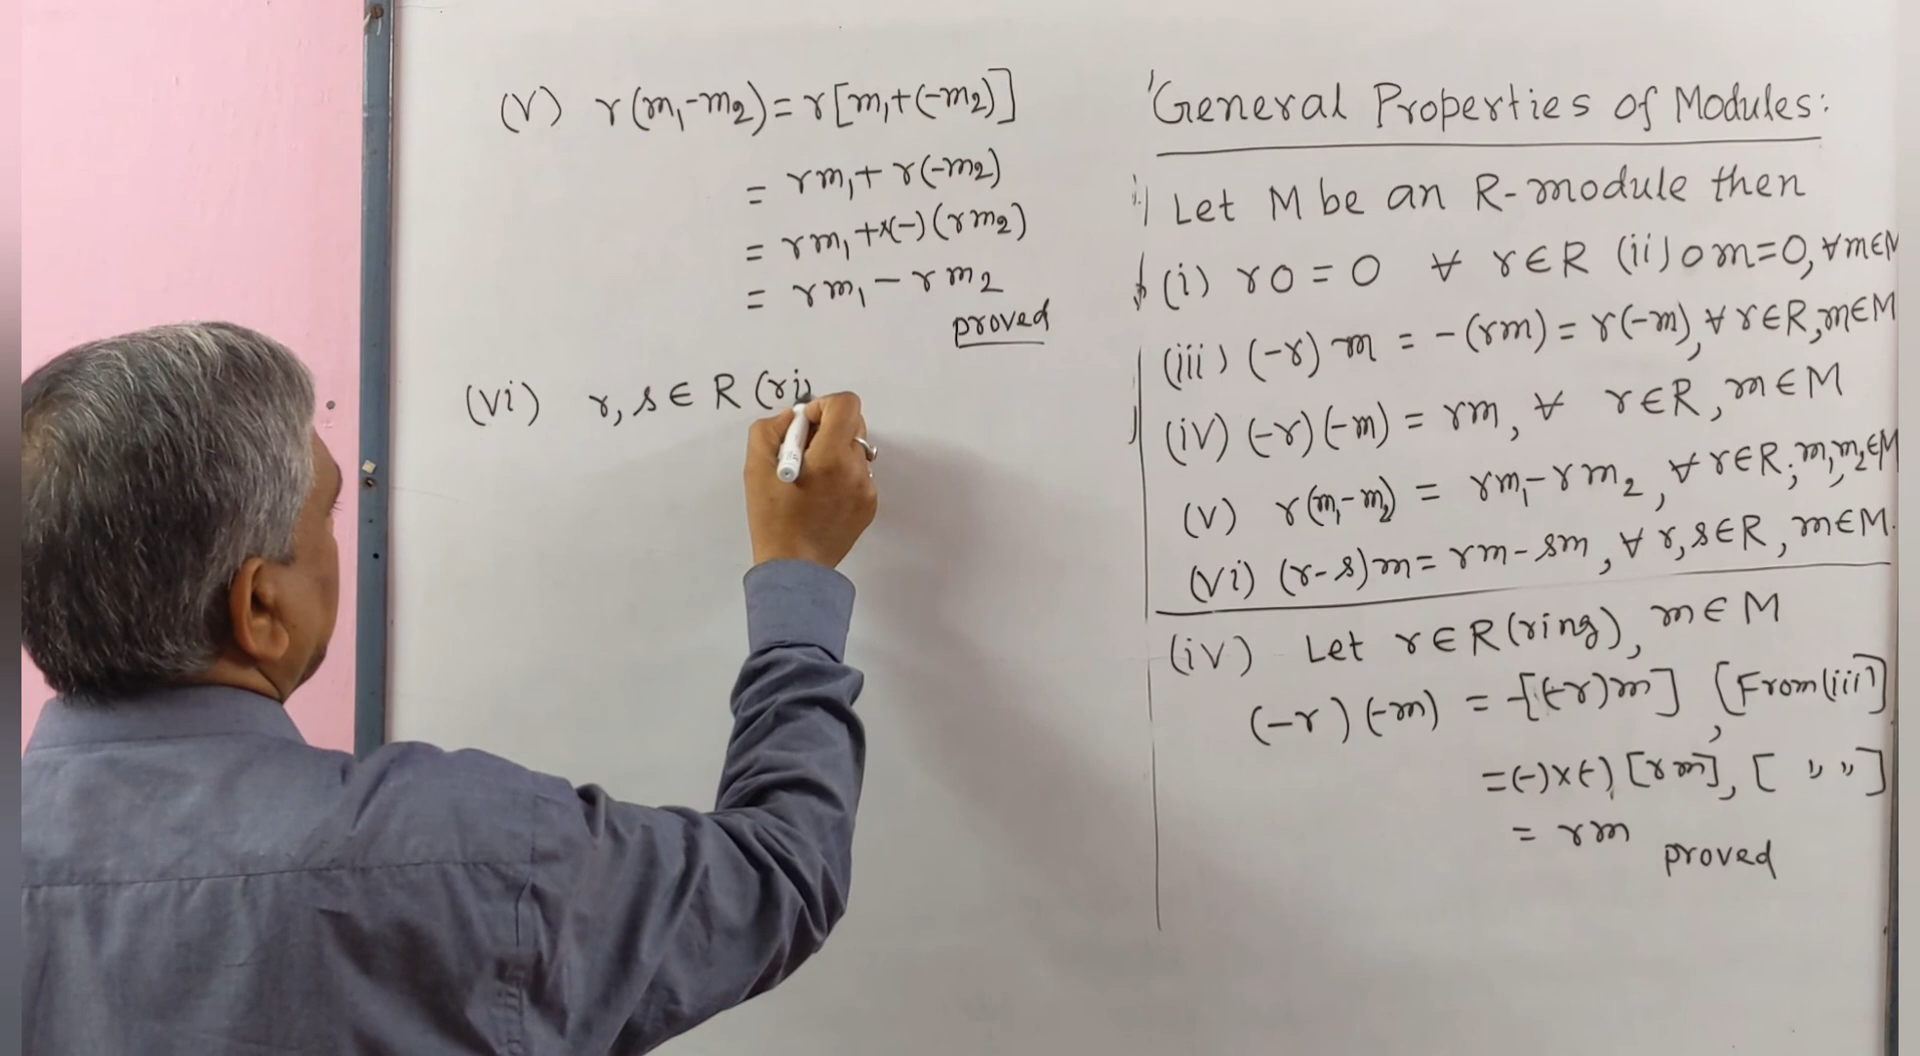 (V) r(m₁-m₂) = r[m₁+(-m₂)]
= rm₁ + r(-m₂)
= rm₁ +×(-)(rm₂)
= rm₁ - rm₂
proved
(Vi) r, s ∈ R (ri
General Properties of Modules:
Let M be an R-module then
(i) r0 = 0 ∀ r∈R (ii) 0m=0, ∀m∈M
(iii) (-r) m = -(rm) = r(-m), ∀ r∈R, m∈M
(iv) (-r)(-m) = rm, ∀ r∈R, m∈M
(V) r(m₁-m₂) = rm₁-rm₂, ∀ r∈R; m₁,m₂∈M
(Vi) (r-s)m = rm-sm, ∀ r,s∈R, m∈M.
(iv) Let r∈R(ring), m∈M
(-r)(-m) = -[(-r)m], [From(iii)]
=(-)×(-)[rm], [ " " ]
= rm
proved